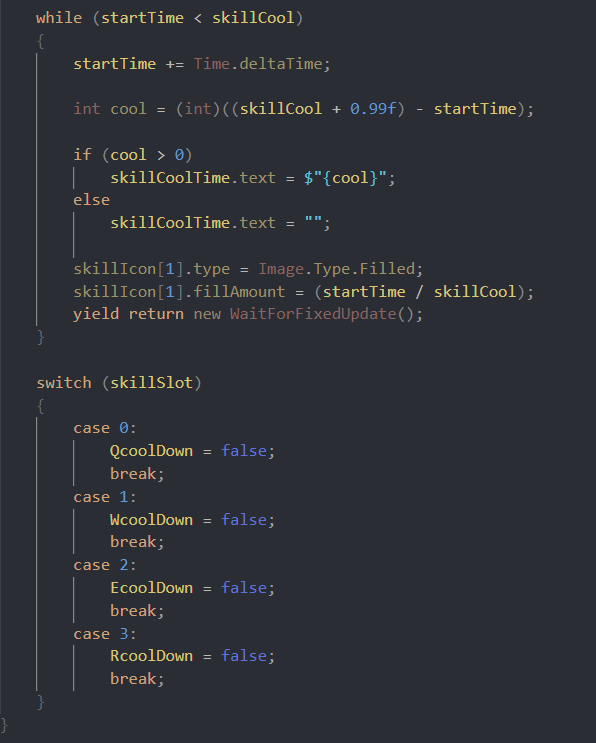 while (startTime < skillCool)
{
startTime += Time.deltaTime;
int cool = (int)((skillCool + 0.99f) - startTime);
if (cool > 0)
skillCoolTime.text = $"{cool}";
else
skillCoolTime.text = "";
skillIcon[1].type = Image.Type.Filled;
skillIcon[1].fillAmount = (startTime / skillCool);
yield return new WaitForFixedUpdate();
}
switch (skillSlot)
{
case 0:
QcoolDown = false;
break;
case 1:
WcoolDown = false;
break;
case 2:
EcoolDown = false;
break;
case 3:
RcoolDown = false;
break;
}
}